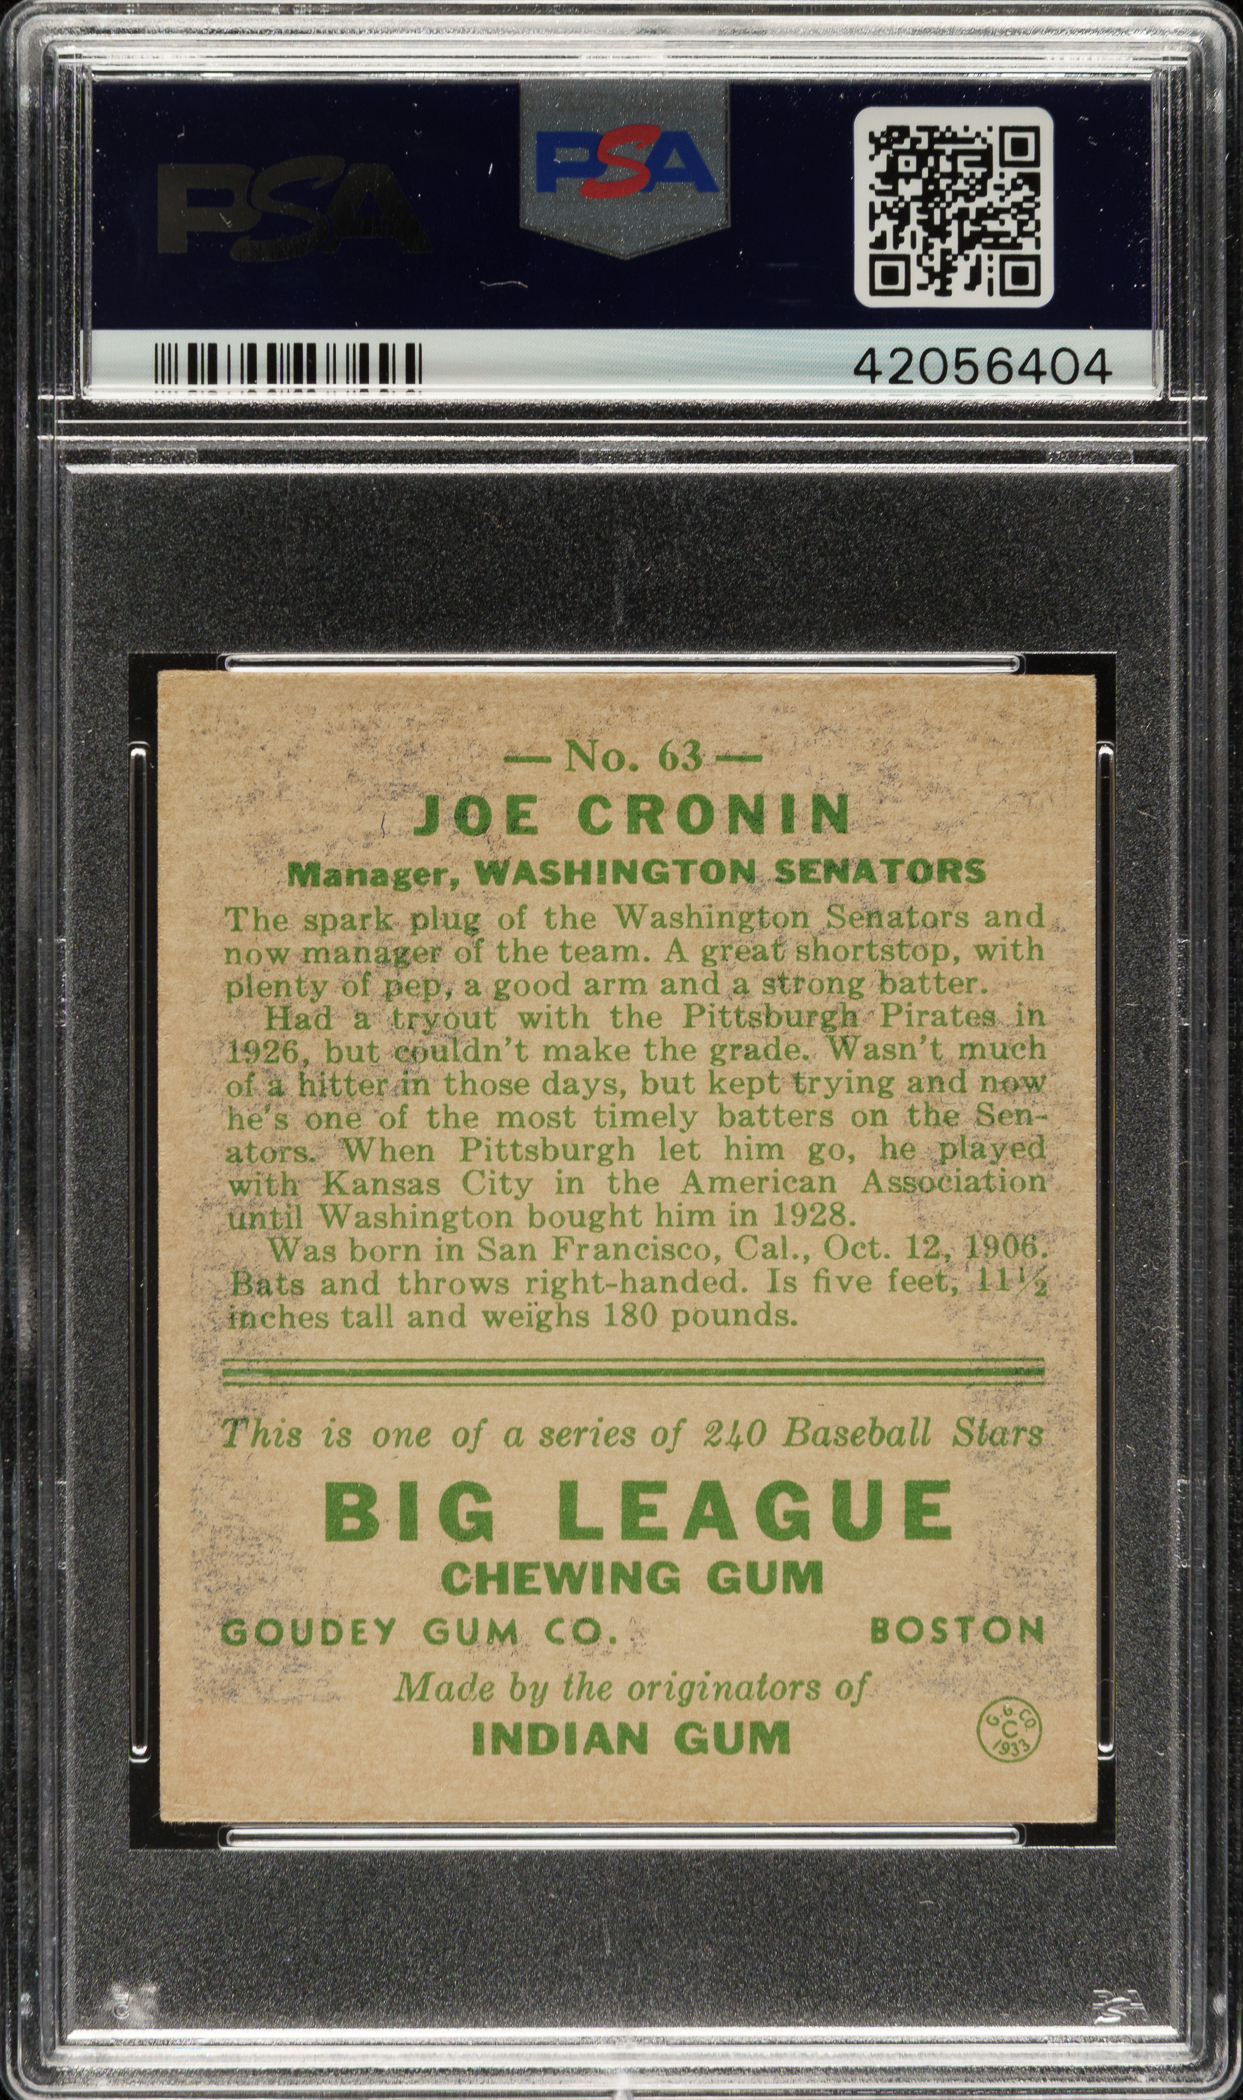 PSA
PSA
42056404
— No. 63 —
JOE CRONIN
Manager, WASHINGTON SENATORS
The spark plug of the Washington Senators and
now manager of the team. A great shortstop, with
plenty of pep, a good arm and a strong batter.
Had a tryout with the Pittsburgh Pirates in
1926, but couldn't make the grade. Wasn't much
of a hitter in those days, but kept trying and now
he's one of the most timely batters on the Sen-
ators. When Pittsburgh let him go, he played
with Kansas City in the American Association
until Washington bought him in 1928.
Was born in San Francisco, Cal., Oct. 12, 1906.
Bats and throws right-handed. Is five feet, 11½
inches tall and weighs 180 pounds.
This is one of a series of 240 Baseball Stars
BIG LEAGUE
CHEWING GUM
GOUDEY GUM CO. BOSTON
Made by the originators of
INDIAN GUM
G. G. CO.
C
1933